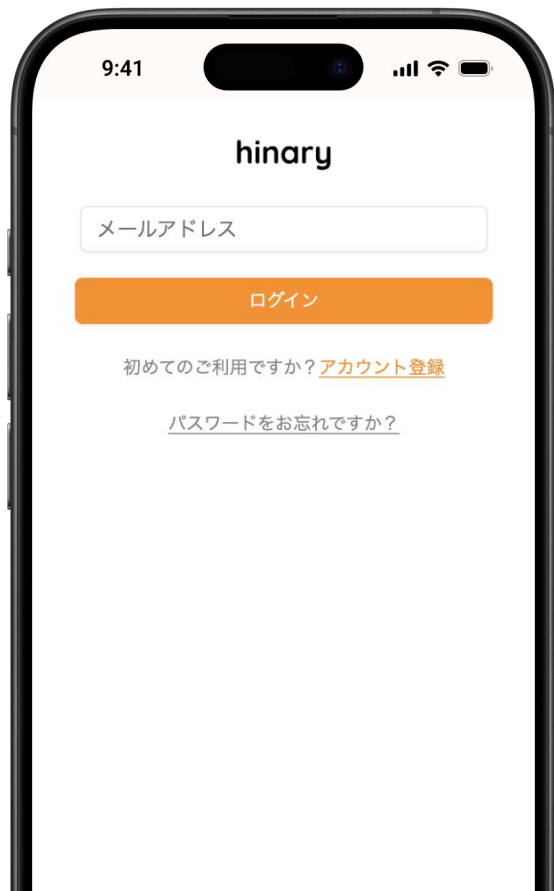 9:41
hinary
メールアドレス
ログイン
初めてのご利用ですか？アカウント登録
パスワードをお忘れですか？